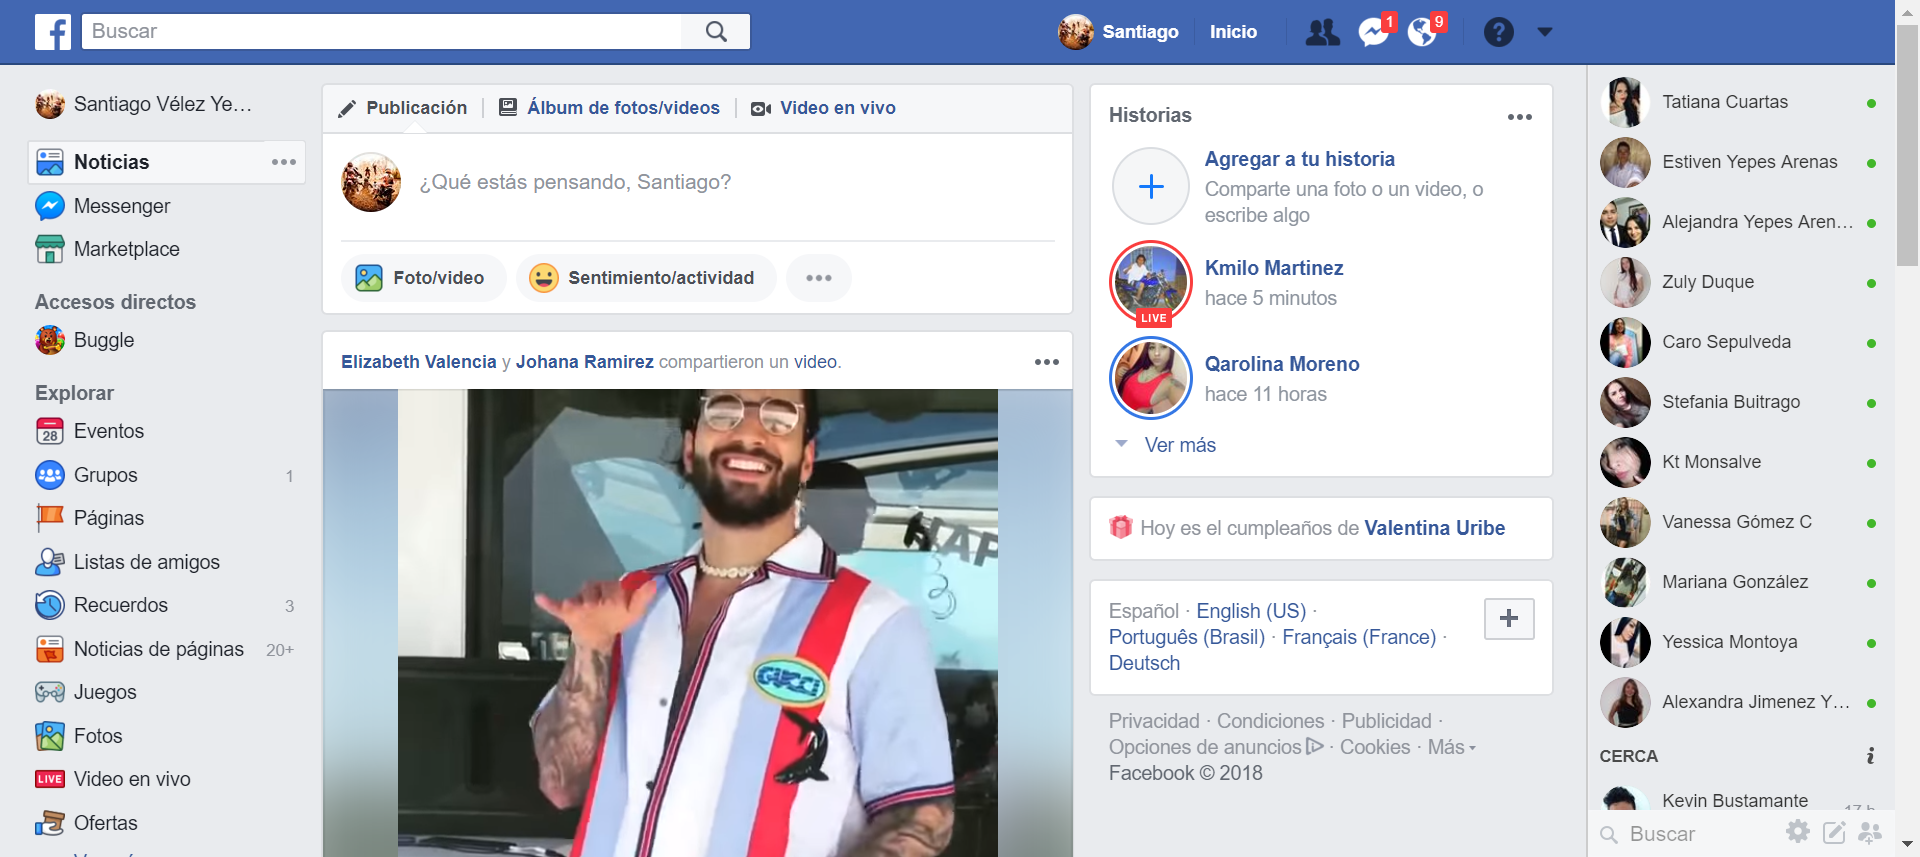 Buscar
Santiago
Inicio
1
9
Santiago Vélez Ye...
Noticias
Messenger
Marketplace
Accesos directos
Buggle
Explorar
28
Eventos
Grupos 1
Páginas
Listas de amigos
Recuerdos 3
Noticias de páginas 20+
Juegos
Fotos
LIVE Video en vivo
Ofertas
Publicación
Álbum de fotos/videos
Video en vivo
¿Qué estás pensando, Santiago?
Foto/video
Sentimiento/actividad
Elizabeth Valencia y Johana Ramirez compartieron un video.
GUCCI
Historias
Agregar a tu historia
Comparte una foto o un video, o
escribe algo
Kmilo Martinez
hace 5 minutos
LIVE
Qarolina Moreno
hace 11 horas
Ver más
Hoy es el cumpleaños de Valentina Uribe
Español · English (US) ·
Português (Brasil) · Français (France) ·
Deutsch
Privacidad · Condiciones · Publicidad ·
Opciones de anuncios · Cookies · Más
Facebook © 2018
Tatiana Cuartas
Estiven Yepes Arenas
Alejandra Yepes Aren...
Zuly Duque
Caro Sepulveda
Stefania Buitrago
Kt Monsalve
Vanessa Gómez C
Mariana González
Yessica Montoya
Alexandra Jimenez Y...
CERCA
Kevin Bustamante
17 h
Buscar